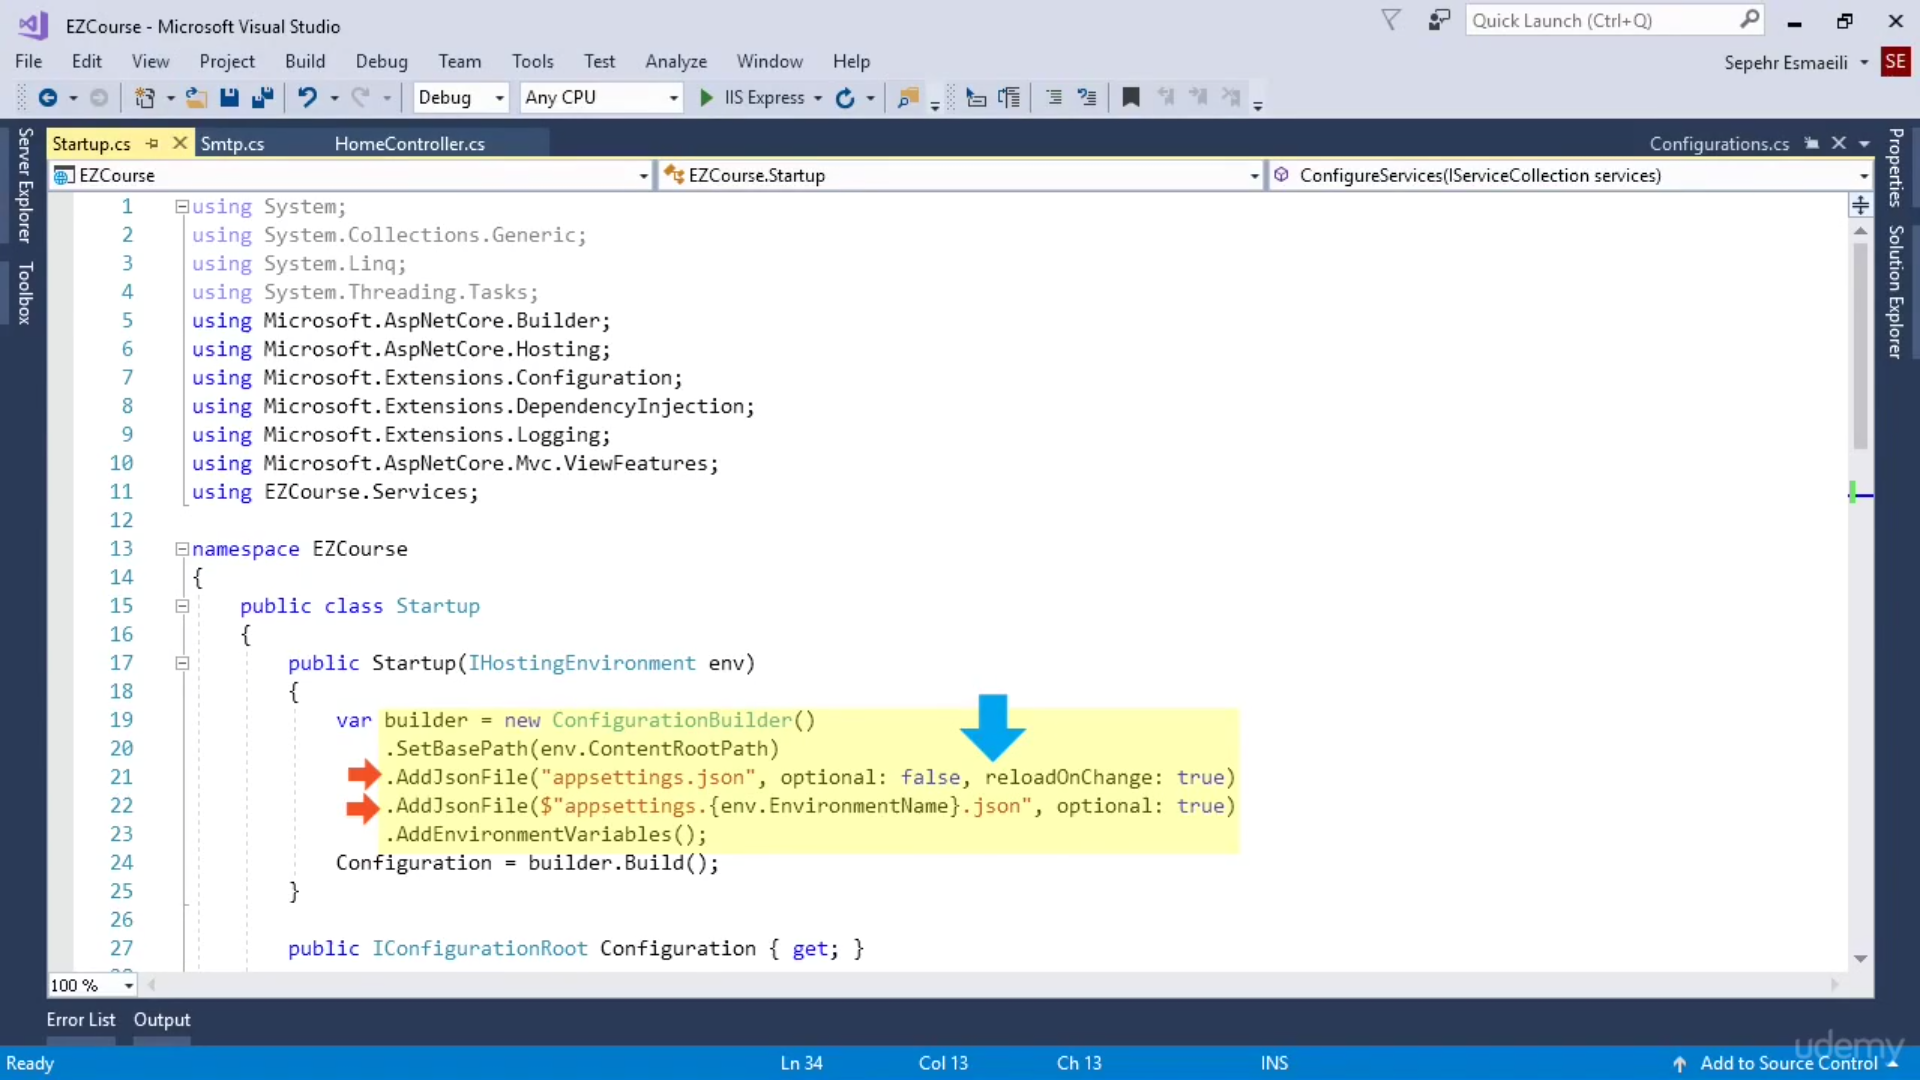 EZCourse - Microsoft Visual Studio
Quick Launch (Ctrl+Q)
File Edit View Project Build Debug Team Tools Test Analyze Window Help
Sepehr Esmaeili SE
Debug Any CPU IIS Express
Server Explorer
Toolbox
Startup.cs Smtp.cs HomeController.cs Configurations.cs
EZCourse EZCourse.Startup ConfigureServices(IServiceCollection services)
Properties
Solution Explorer
1 using System;
2 using System.Collections.Generic;
3 using System.Linq;
4 using System.Threading.Tasks;
5 using Microsoft.AspNetCore.Builder;
6 using Microsoft.AspNetCore.Hosting;
7 using Microsoft.Extensions.Configuration;
8 using Microsoft.Extensions.DependencyInjection;
9 using Microsoft.Extensions.Logging;
10 using Microsoft.AspNetCore.Mvc.ViewFeatures;
11 using EZCourse.Services;
12
13 namespace EZCourse
14 {
15 public class Startup
16 {
17 public Startup(IHostingEnvironment env)
18 {
19 var builder = new ConfigurationBuilder()
20 .SetBasePath(env.ContentRootPath)
21 .AddJsonFile("appsettings.json", optional: false, reloadOnChange: true)
22 .AddJsonFile($"appsettings.{env.EnvironmentName}.json", optional: true)
23 .AddEnvironmentVariables();
24 Configuration = builder.Build();
25 }
26
27 public IConfigurationRoot Configuration { get; }
100 %
Error List Output
Ready Ln 34 Col 13 Ch 13 INS Add to Source Control
udemy